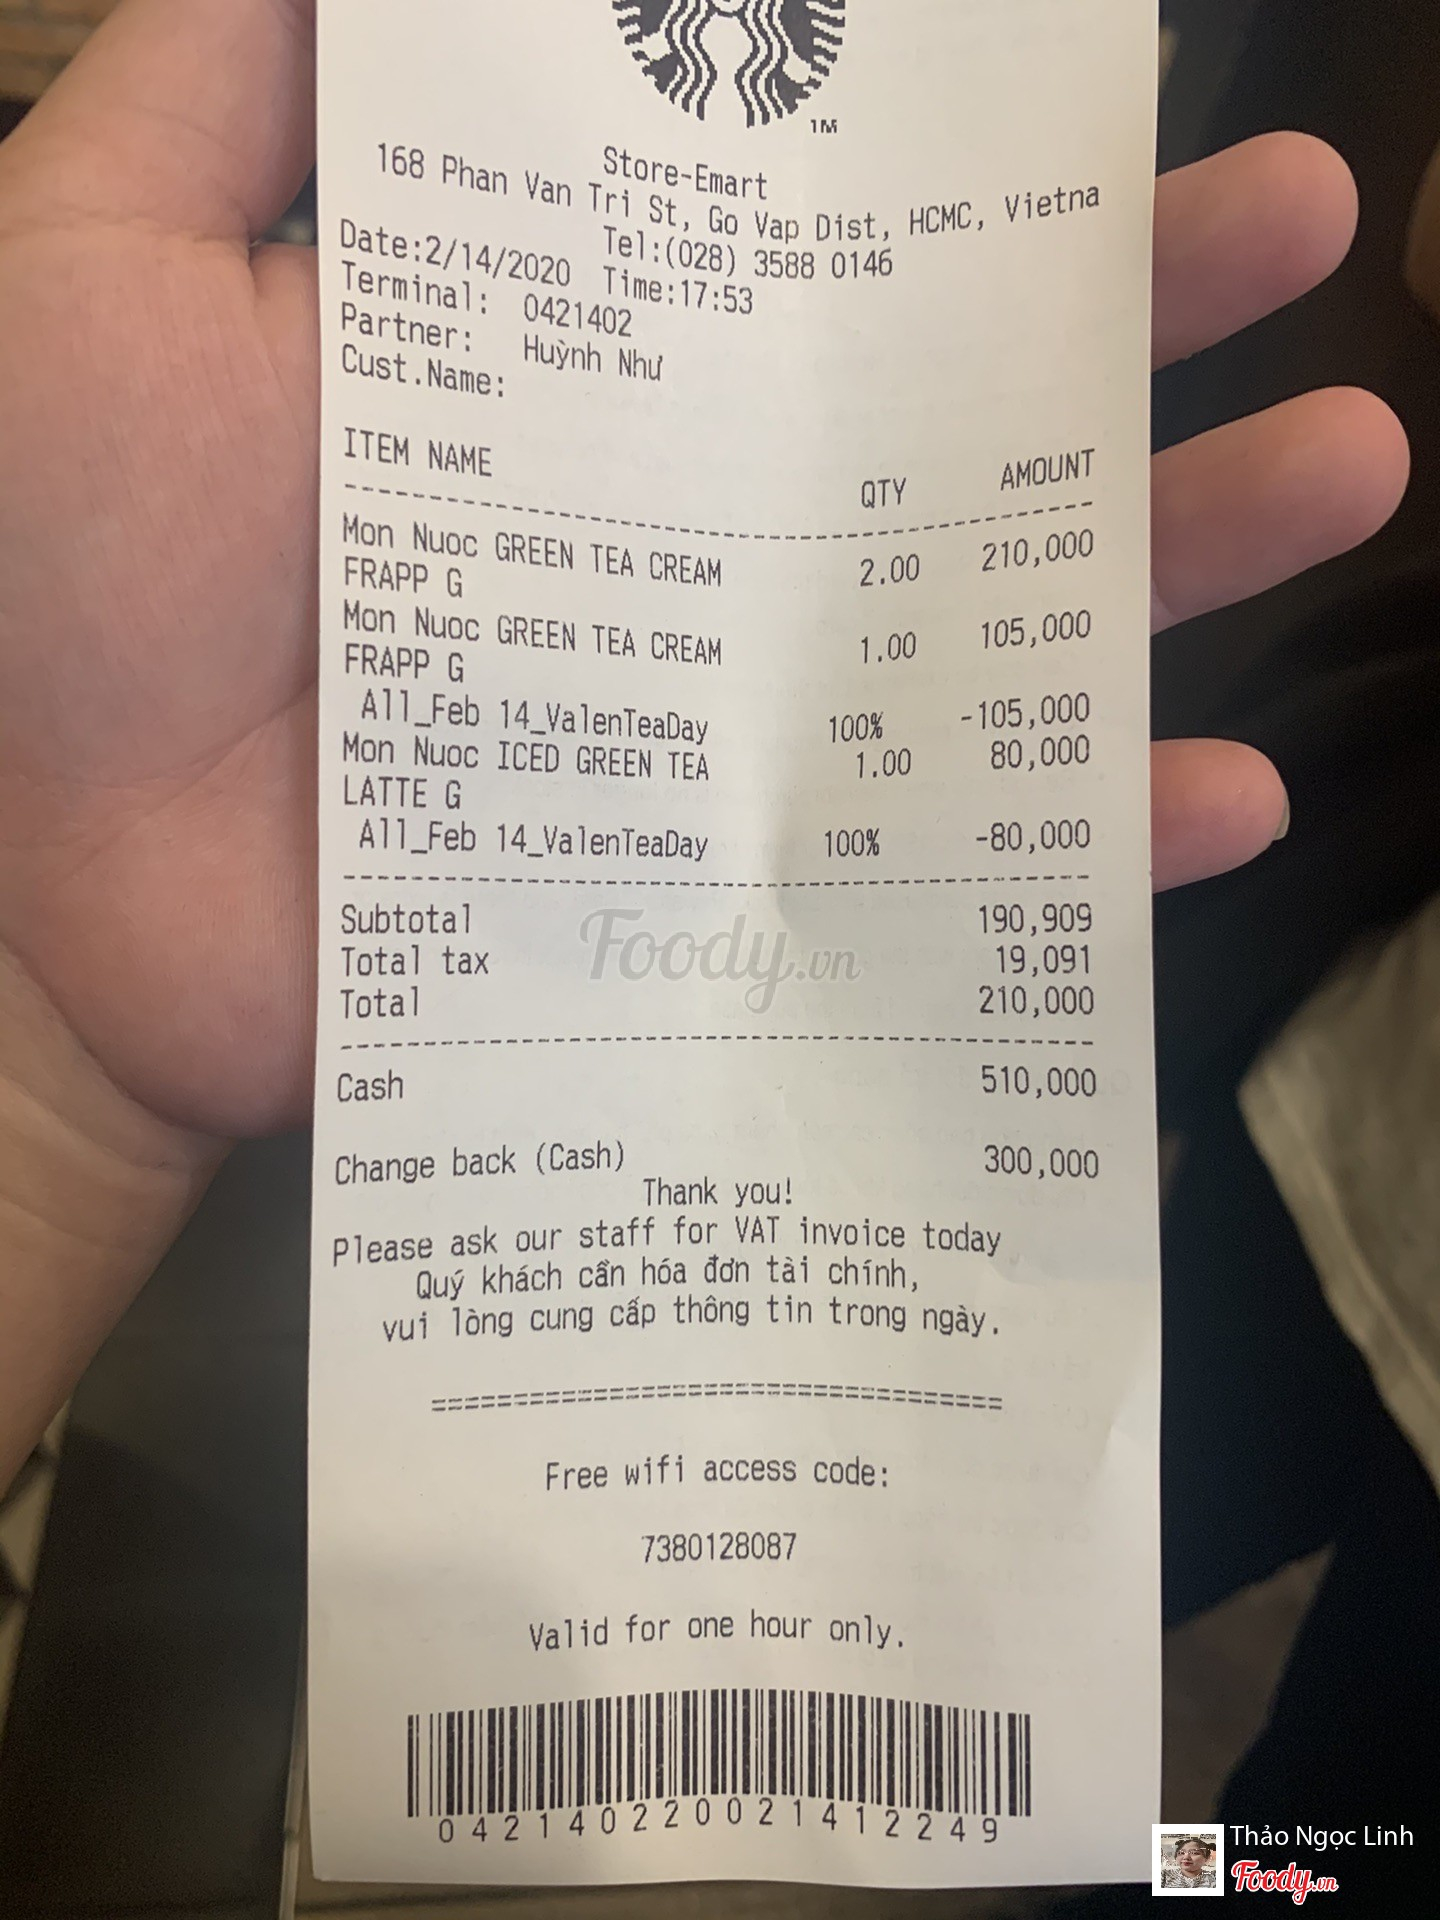 TM
Store-Emart
168 Phan Van Tri St, Go Vap Dist, HCMC, Vietna
Tel:(028) 3588 0146
Date:2/14/2020 Time:17:53
Terminal: 0421402
Partner: Huỳnh Như
Cust.Name:
ITEM NAME QTY AMOUNT
Mon Nuoc GREEN TEA CREAM 2.00 210,000
FRAPP G
Mon Nuoc GREEN TEA CREAM 1.00 105,000
FRAPP G
All_Feb 14_ValenTeaDay 100% -105,000
Mon Nuoc ICED GREEN TEA 1.00 80,000
LATTE G
All_Feb 14_ValenTeaDay 100% -80,000
Subtotal 190,909
Total tax 19,091
Total 210,000
Foody.vn
Cash 510,000
Change back (Cash) 300,000
Thank you!
Please ask our staff for VAT invoice today
Quý khách cần hóa đơn tài chính,
vui lòng cung cấp thông tin trong ngày.
==================================
Free wifi access code:
7380128087
Valid for one hour only.
04214022002141 2249
Thảo Ngọc Linh
Foody.vn